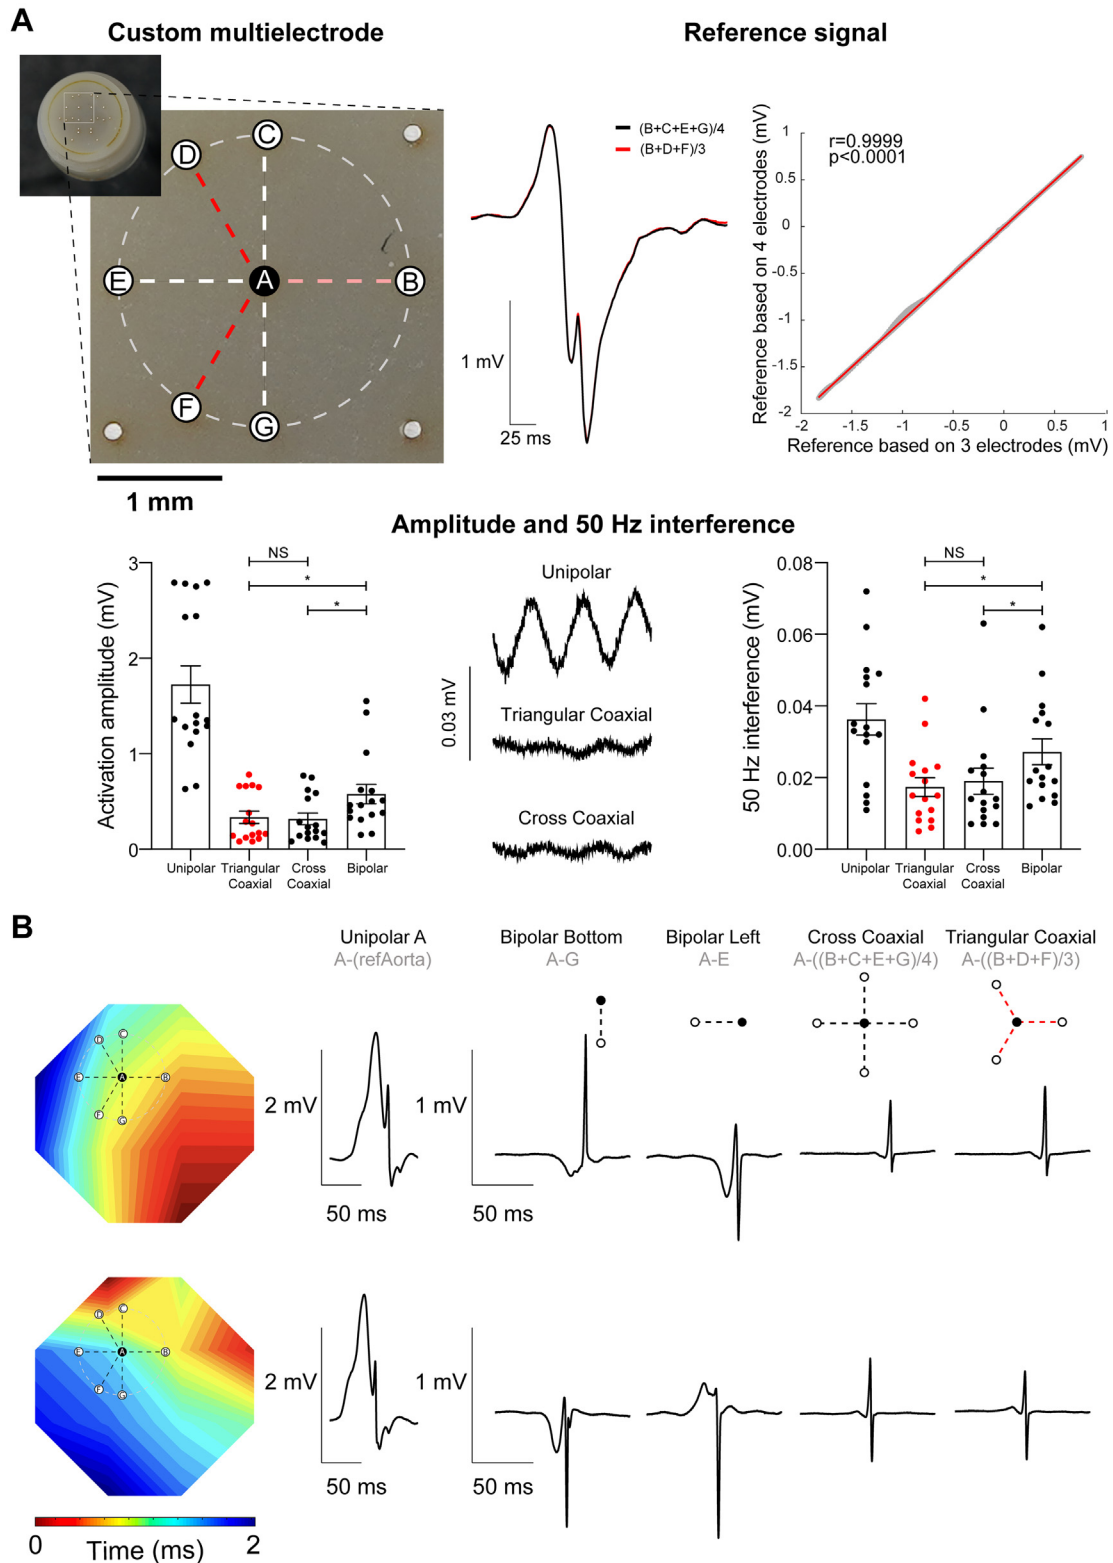 A
Custom multielectrode
Reference signal
C
D
E
A
B
F
G
1 mm
(B+C+E+G)/4
(B+D+F)/3
1 mV
25 ms
r=0.9999
p<0.0001
Reference based on 4 electrodes (mV)
1
0
-0.5
-1
-1.5
-2
-2 -1.5 -1 -0.5 0 0.5 1
Reference based on 3 electrodes (mV)
Amplitude and 50 Hz interference
Activation amplitude (mV)
3
2
1
0
NS
*
*
Unipolar
Triangular
Coaxial
Cross
Coaxial
Bipolar
Unipolar
0.03 mV
Triangular Coaxial
Cross Coaxial
50 Hz interference (mV)
0.08
0.06
0.04
0.02
0.00
NS
*
*
Unipolar
Triangular
Coaxial
Cross
Coaxial
Bipolar
B
Unipolar A
A-(refAorta)
Bipolar Bottom
A-G
Bipolar Left
A-E
Cross Coaxial
A-((B+C+E+G)/4)
Triangular Coaxial
A-((B+D+F)/3)
C
D
E
A
B
F
G
2 mV
50 ms
1 mV
50 ms
C
D
E
A
B
F
G
2 mV
50 ms
1 mV
50 ms
0
2
Time (ms)